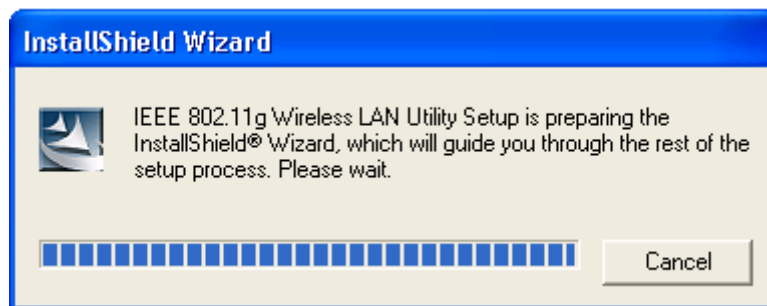 InstallShield Wizard
IEEE 802.11g Wireless LAN Utility Setup is preparing the
InstallShield® Wizard, which will guide you through the rest of the
setup process. Please wait.
Cancel